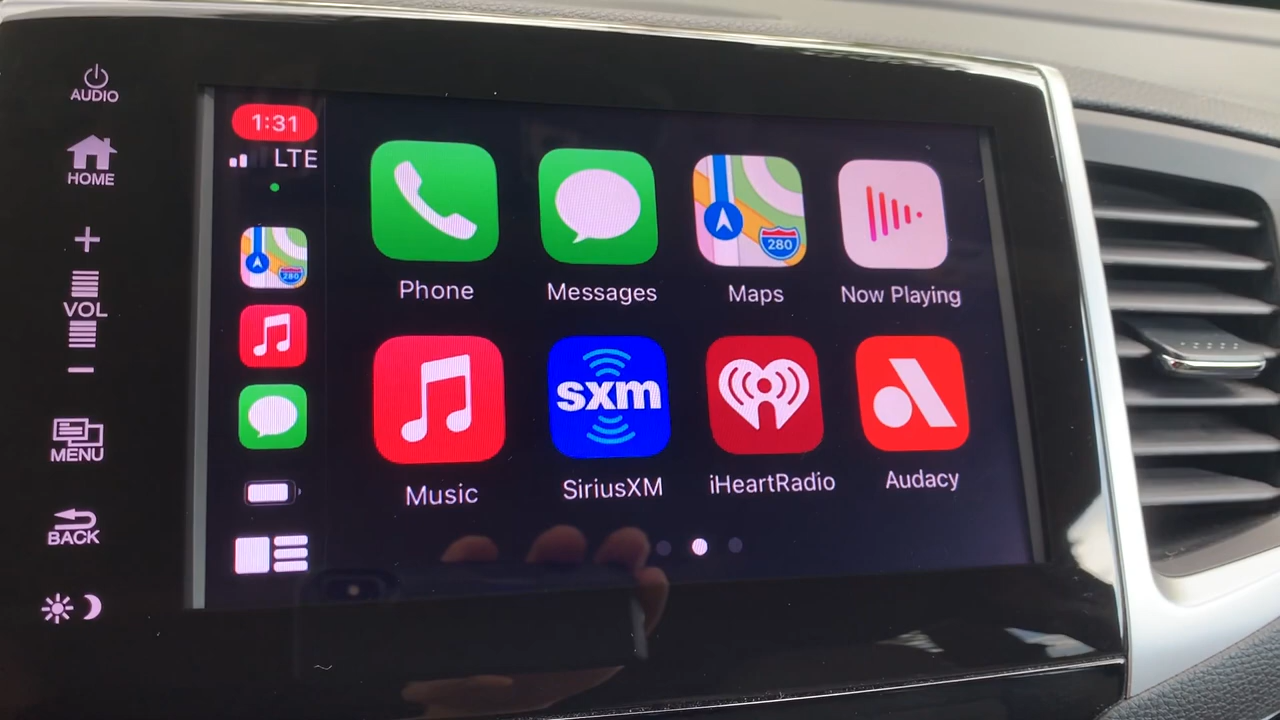 AUDIO
HOME
+
VOL
−
MENU
BACK
1:31
LTE
280
280
Phone
Messages
Maps
Now Playing
sxm
Music
SiriusXM
iHeartRadio
Audacy